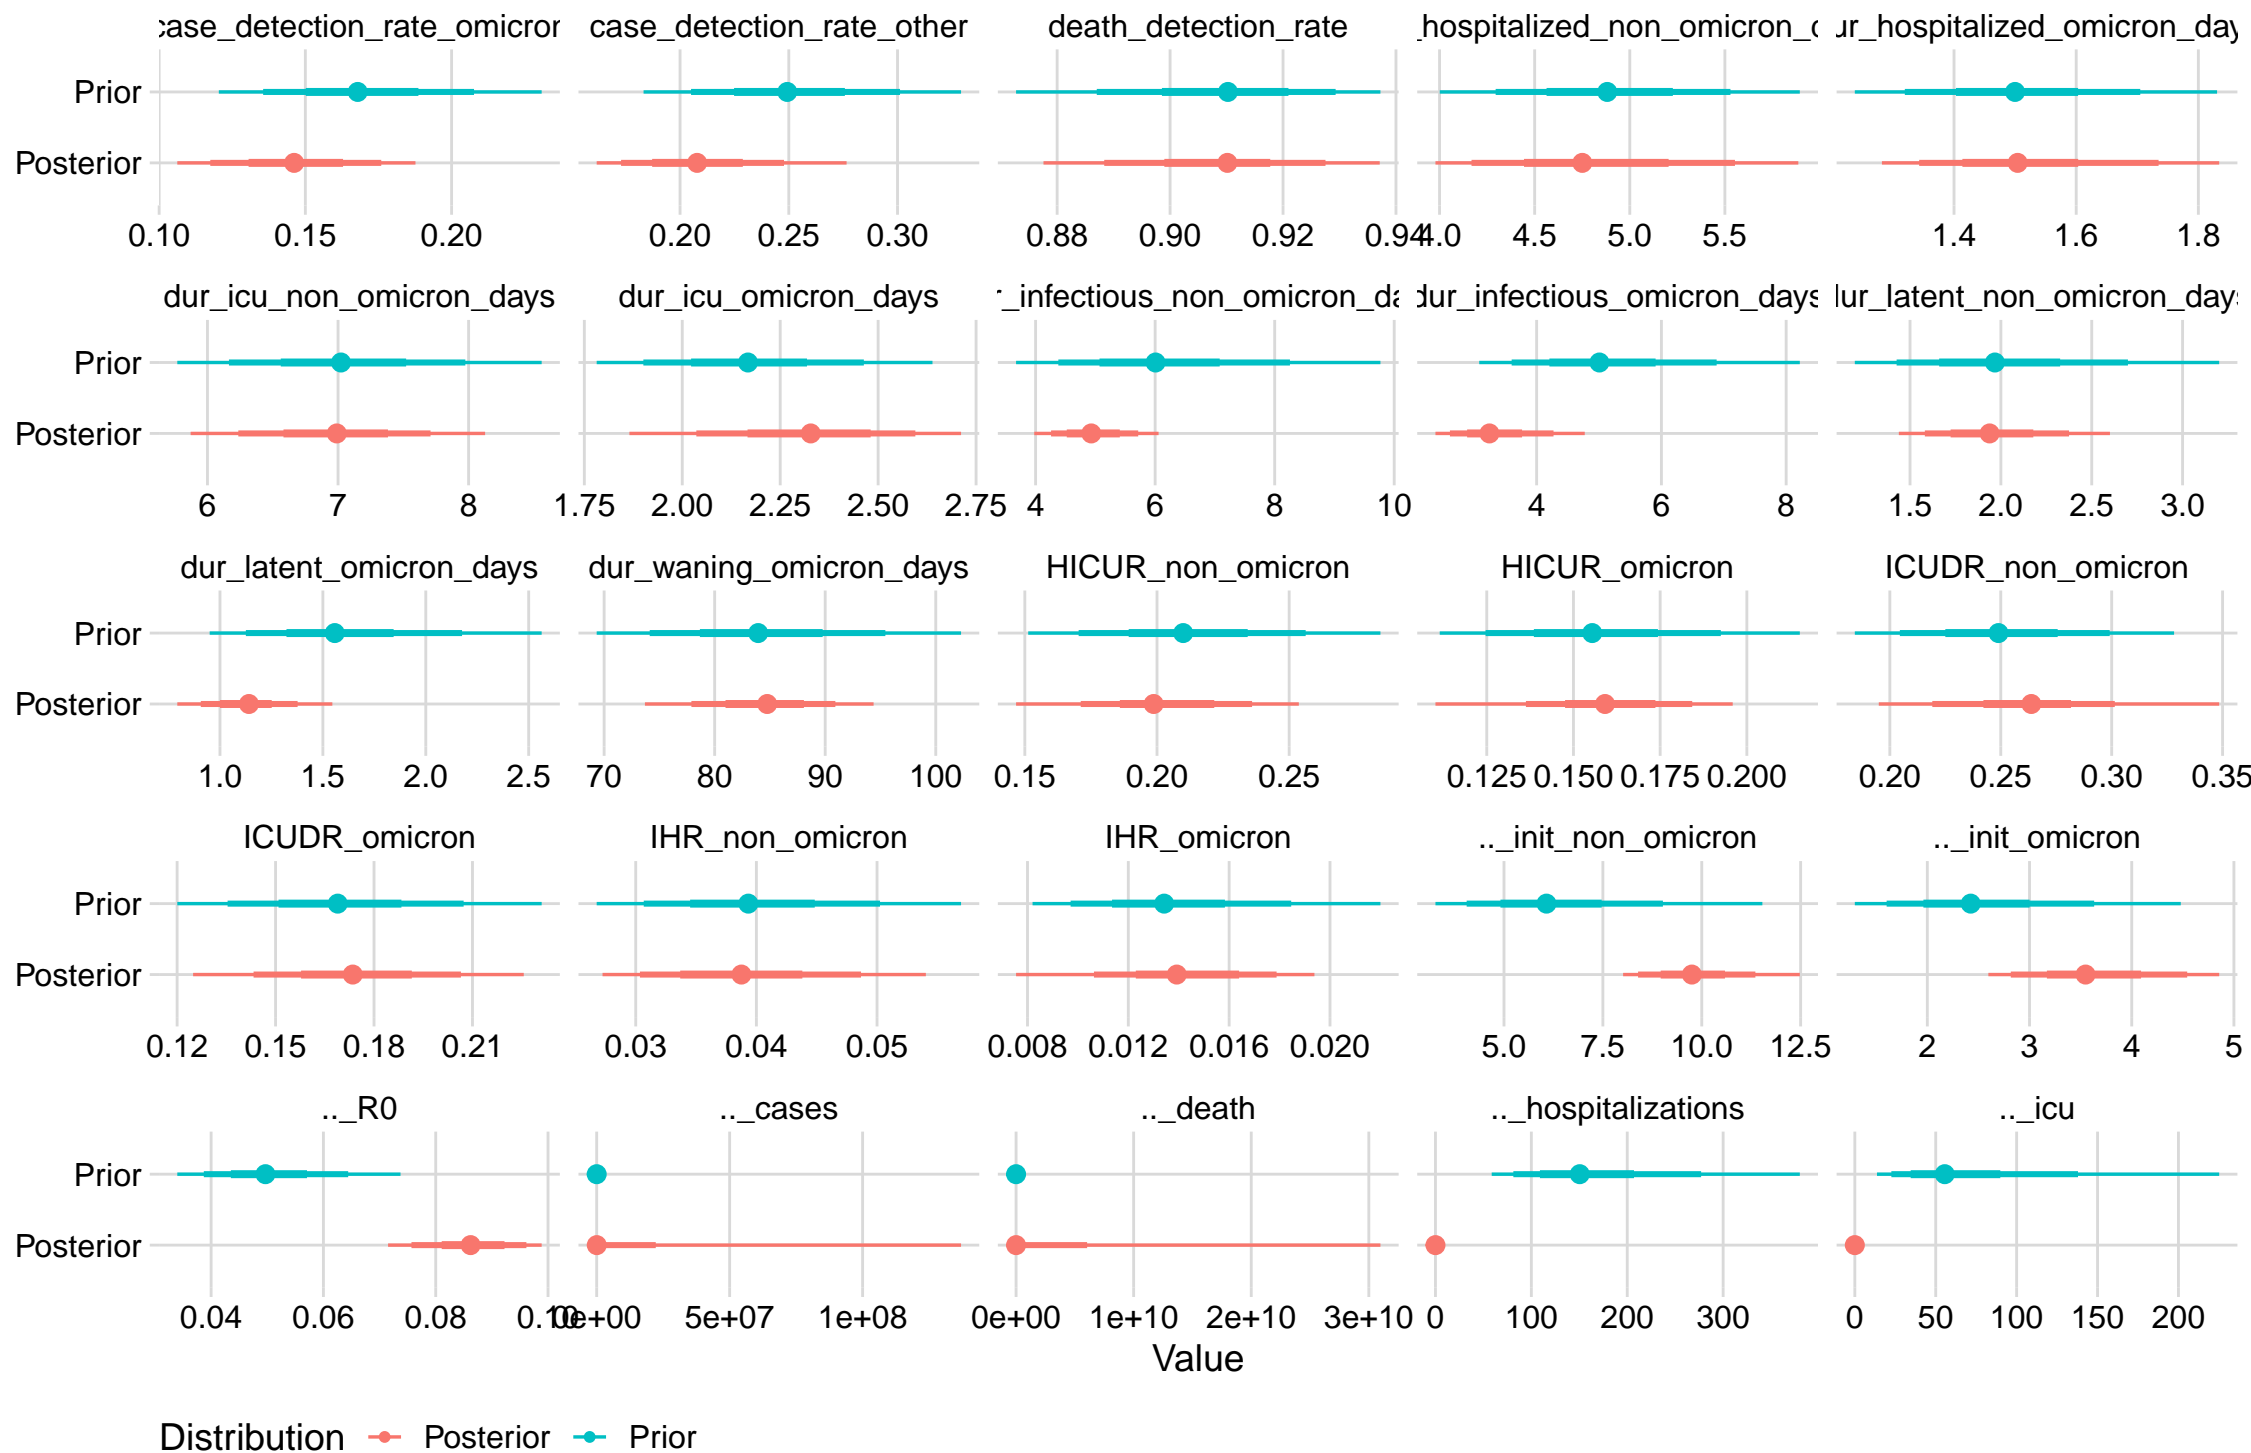 case_detection_rate_omicron case_detection_rate_other death_detection_rate _hospitalized_non_omicron_d ur_hospitalized_omicron_day
Prior
Posterior
0.10 0.15 0.20 0.20 0.25 0.30 0.88 0.90 0.92 0.94 4.0 4.5 5.0 5.5 1.4 1.6 1.8
dur_icu_non_omicron_days dur_icu_omicron_days r_infectious_non_omicron_da dur_infectious_omicron_days dur_latent_non_omicron_days
Prior
Posterior
6 7 8 1.75 2.00 2.25 2.50 2.75 4 6 8 10 4 6 8 1.5 2.0 2.5 3.0
dur_latent_omicron_days dur_waning_omicron_days HICUR_non_omicron HICUR_omicron ICUDR_non_omicron
Prior
Posterior
1.0 1.5 2.0 2.5 70 80 90 100 0.15 0.20 0.25 0.125 0.150 0.175 0.200 0.20 0.25 0.30 0.35
ICUDR_omicron IHR_non_omicron IHR_omicron .._init_non_omicron .._init_omicron
Prior
Posterior
0.12 0.15 0.18 0.21 0.03 0.04 0.05 0.008 0.012 0.016 0.020 5.0 7.5 10.0 12.5 2 3 4 5
.._R0 .._cases .._death .._hospitalizations .._icu
Prior
Posterior
0.04 0.06 0.08 0.10 0e+00 5e+07 1e+08 0e+00 1e+10 2e+10 3e+10 0 100 200 300 0 50 100 150 200
Value
Distribution Posterior Prior